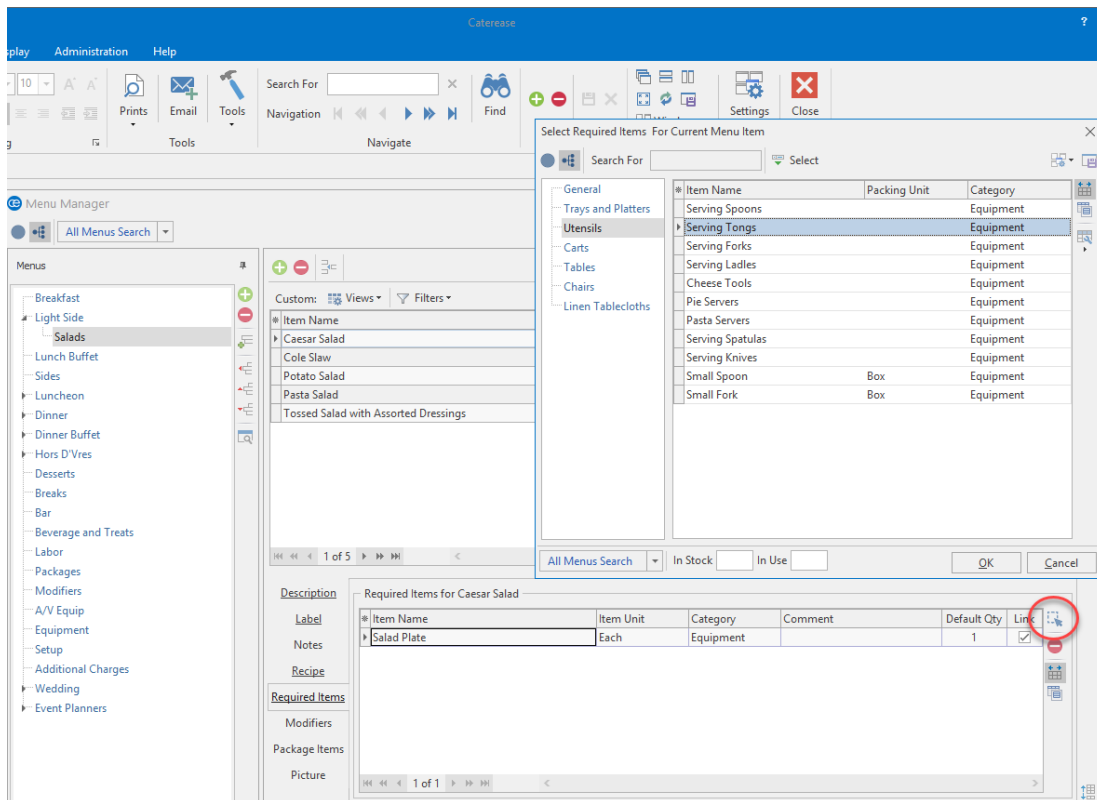 Caterease
?
splay Administration Help
10 A A
Prints
Email
Tools
Tools
Search For
Navigation
Navigate
Find
Settings
Close
g
Select Required Items For Current Menu Item
Search For Select
General
Trays and Platters
Utensils
Carts
Tables
Chairs
Linen Tablecloths
Item Name Packing Unit Category
Serving Spoons Equipment
Serving Tongs Equipment
Serving Forks Equipment
Serving Ladles Equipment
Cheese Tools Equipment
Pie Servers Equipment
Pasta Servers Equipment
Serving Spatulas Equipment
Serving Knives Equipment
Small Spoon Box Equipment
Small Fork Box Equipment
All Menus Search In Stock In Use OK Cancel
Menu Manager
All Menus Search
Menus
Breakfast
Light Side
Salads
Lunch Buffet
Sides
Luncheon
Dinner
Dinner Buffet
Hors D'Vres
Desserts
Breaks
Bar
Beverage and Treats
Labor
Packages
Modifiers
A/V Equip
Equipment
Setup
Additional Charges
Wedding
Event Planners
Custom: Views Filters
Item Name
Caesar Salad
Cole Slaw
Potato Salad
Pasta Salad
Tossed Salad with Assorted Dressings
1 of 5
Description
Label
Notes
Recipe
Required Items
Modifiers
Package Items
Picture
Required Items for Caesar Salad
Item Name Item Unit Category Comment Default Qty Link
Salad Plate Each Equipment 1
1 of 1